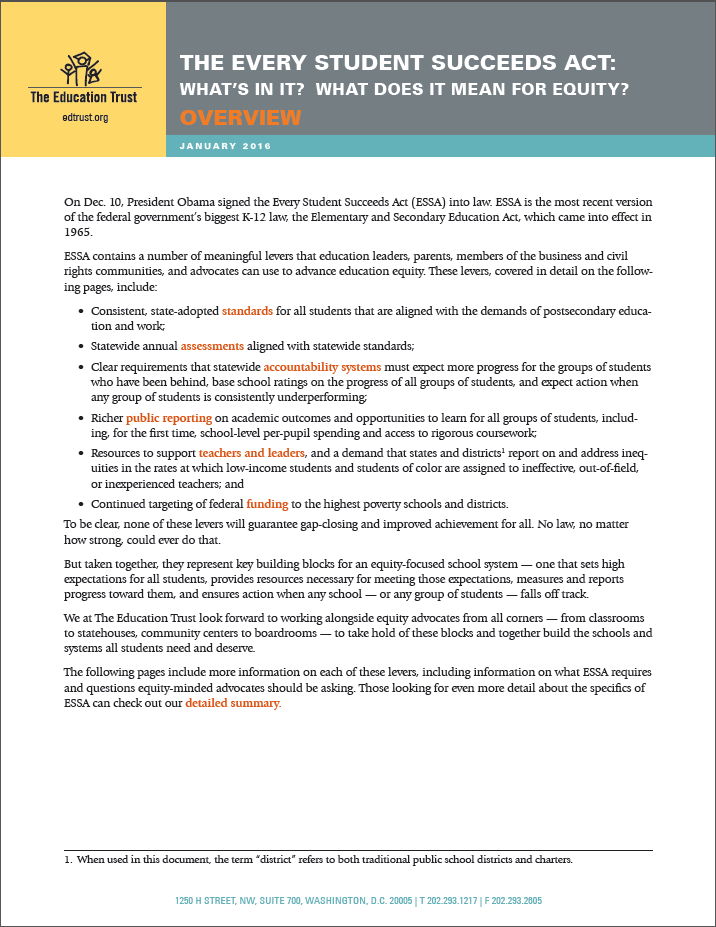 The Education Trust
edtrust.org
THE EVERY STUDENT SUCCEEDS ACT:
WHAT'S IN IT?  WHAT DOES IT MEAN FOR EQUITY?
OVERVIEW
JANUARY 2016
On Dec. 10, President Obama signed the Every Student Succeeds Act (ESSA) into law. ESSA is the most recent version
of the federal government's biggest K-12 law, the Elementary and Secondary Education Act, which came into effect in
1965.
ESSA contains a number of meaningful levers that education leaders, parents, members of the business and civil
rights communities, and advocates can use to advance education equity. These levers, covered in detail on the follow-
ing pages, include:
• Consistent, state-adopted standards for all students that are aligned with the demands of postsecondary educa-
tion and work;
• Statewide annual assessments aligned with statewide standards;
• Clear requirements that statewide accountability systems must expect more progress for the groups of students
who have been behind, base school ratings on the progress of all groups of students, and expect action when
any group of students is consistently underperforming;
• Richer public reporting on academic outcomes and opportunities to learn for all groups of students, includ-
ing, for the first time, school-level per-pupil spending and access to rigorous coursework;
• Resources to support teachers and leaders, and a demand that states and districts¹ report on and address ineq-
uities in the rates at which low-income students and students of color are assigned to ineffective, out-of-field,
or inexperienced teachers; and
• Continued targeting of federal funding to the highest poverty schools and districts.
To be clear, none of these levers will guarantee gap-closing and improved achievement for all. No law, no matter
how strong, could ever do that.
But taken together, they represent key building blocks for an equity-focused school system — one that sets high
expectations for all students, provides resources necessary for meeting those expectations, measures and reports
progress toward them, and ensures action when any school — or any group of students — falls off track.
We at The Education Trust look forward to working alongside equity advocates from all corners — from classrooms
to statehouses, community centers to boardrooms — to take hold of these blocks and together build the schools and
systems all students need and deserve.
The following pages include more information on each of these levers, including information on what ESSA requires
and questions equity-minded advocates should be asking. Those looking for even more detail about the specifics of
ESSA can check out our detailed summary.
1. When used in this document, the term "district" refers to both traditional public school districts and charters.
1250 H STREET, NW, SUITE 700, WASHINGTON, D.C. 20005 | T 202.293.1217 | F 202.293.2605